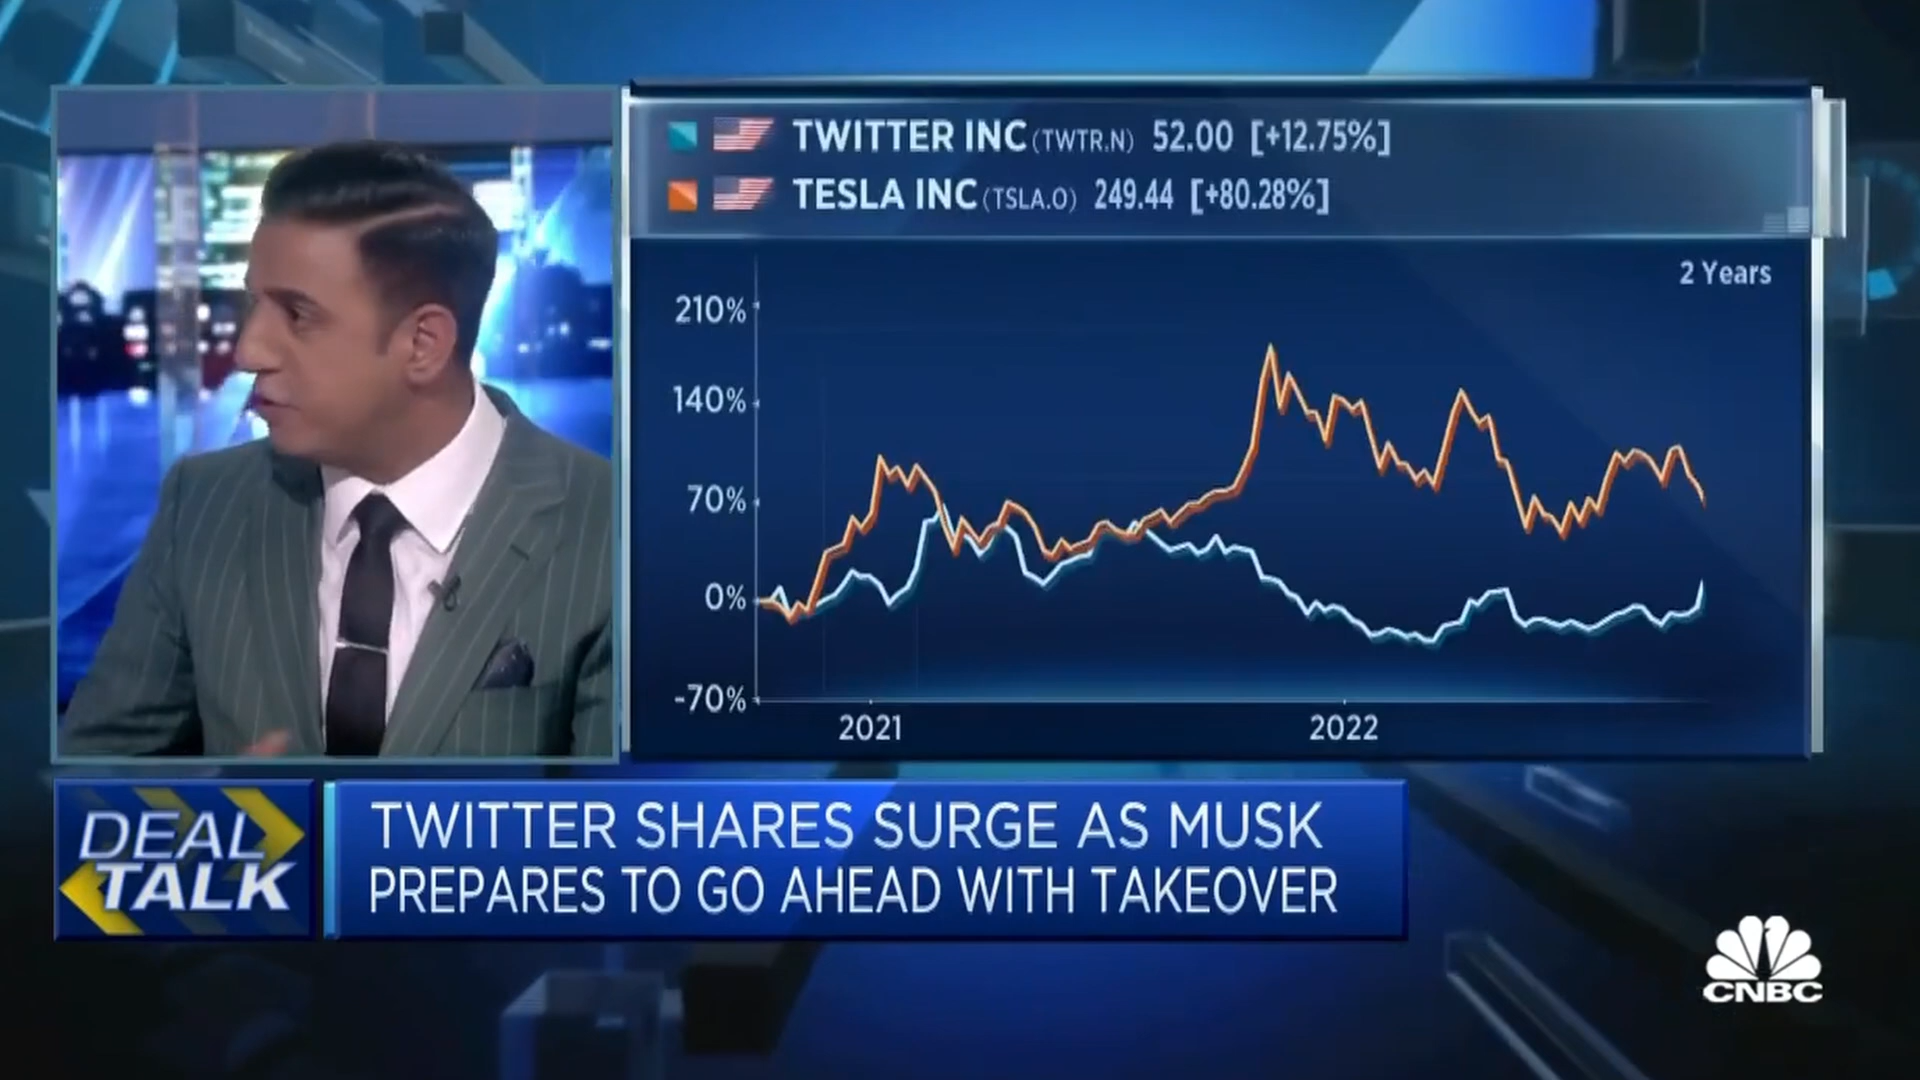 TWITTER INC (TWTR.N) 52.00 [+12.75%]
TESLA INC (TSLA.O) 249.44 [+80.28%]
2 Years
210%
140%
70%
0%
-70%
2021
2022
DEAL
TALK
TWITTER SHARES SURGE AS MUSK
PREPARES TO GO AHEAD WITH TAKEOVER
CNBC